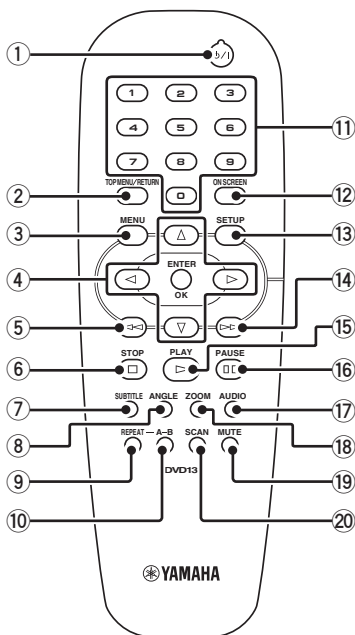 ① ⏻/I
1 2 3
4 5 6 ⑪
7 8 9
TOP MENU/RETURN ON SCREEN
② 0 ⑫
MENU SETUP
③ ⑬
ENTER
④ ⑭
OK
⑤ ⑮
STOP PLAY PAUSE
⑥ ⑯
SUBTITLE ANGLE ZOOM AUDIO
⑦ ⑰
⑧ ⑱
REPEAT – A–B SCAN MUTE
⑨ ⑲
DVD13
⑩ ⑳
YAMAHA